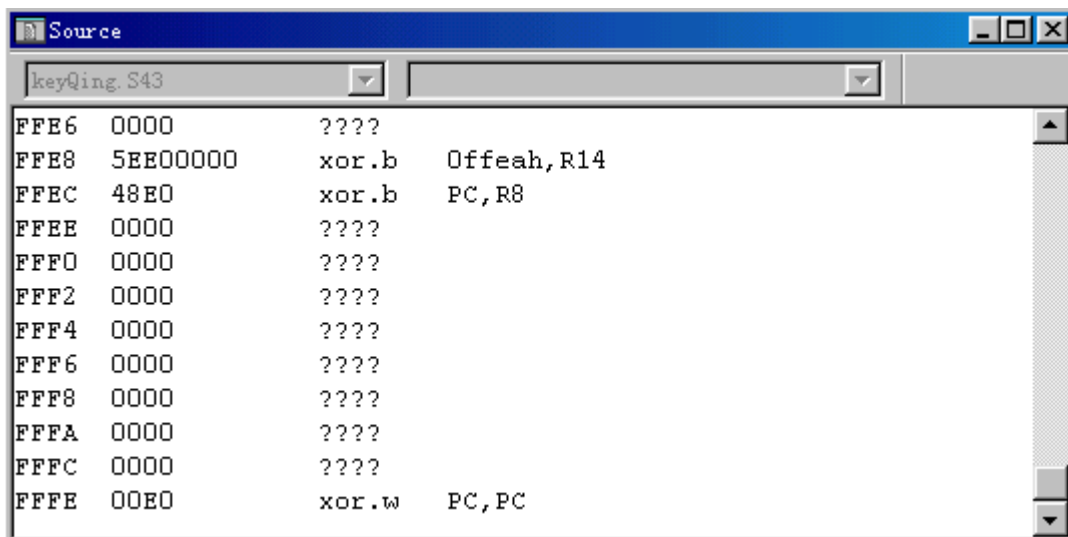 Source
keyQing.S43
FFE6 0000 ????
FFE8 5EE00000 xor.b 0ffeah,R14
FFEC 48E0 xor.b PC,R8
FFEE 0000 ????
FFF0 0000 ????
FFF2 0000 ????
FFF4 0000 ????
FFF6 0000 ????
FFF8 0000 ????
FFFA 0000 ????
FFFC 0000 ????
FFFE 00E0 xor.w PC,PC